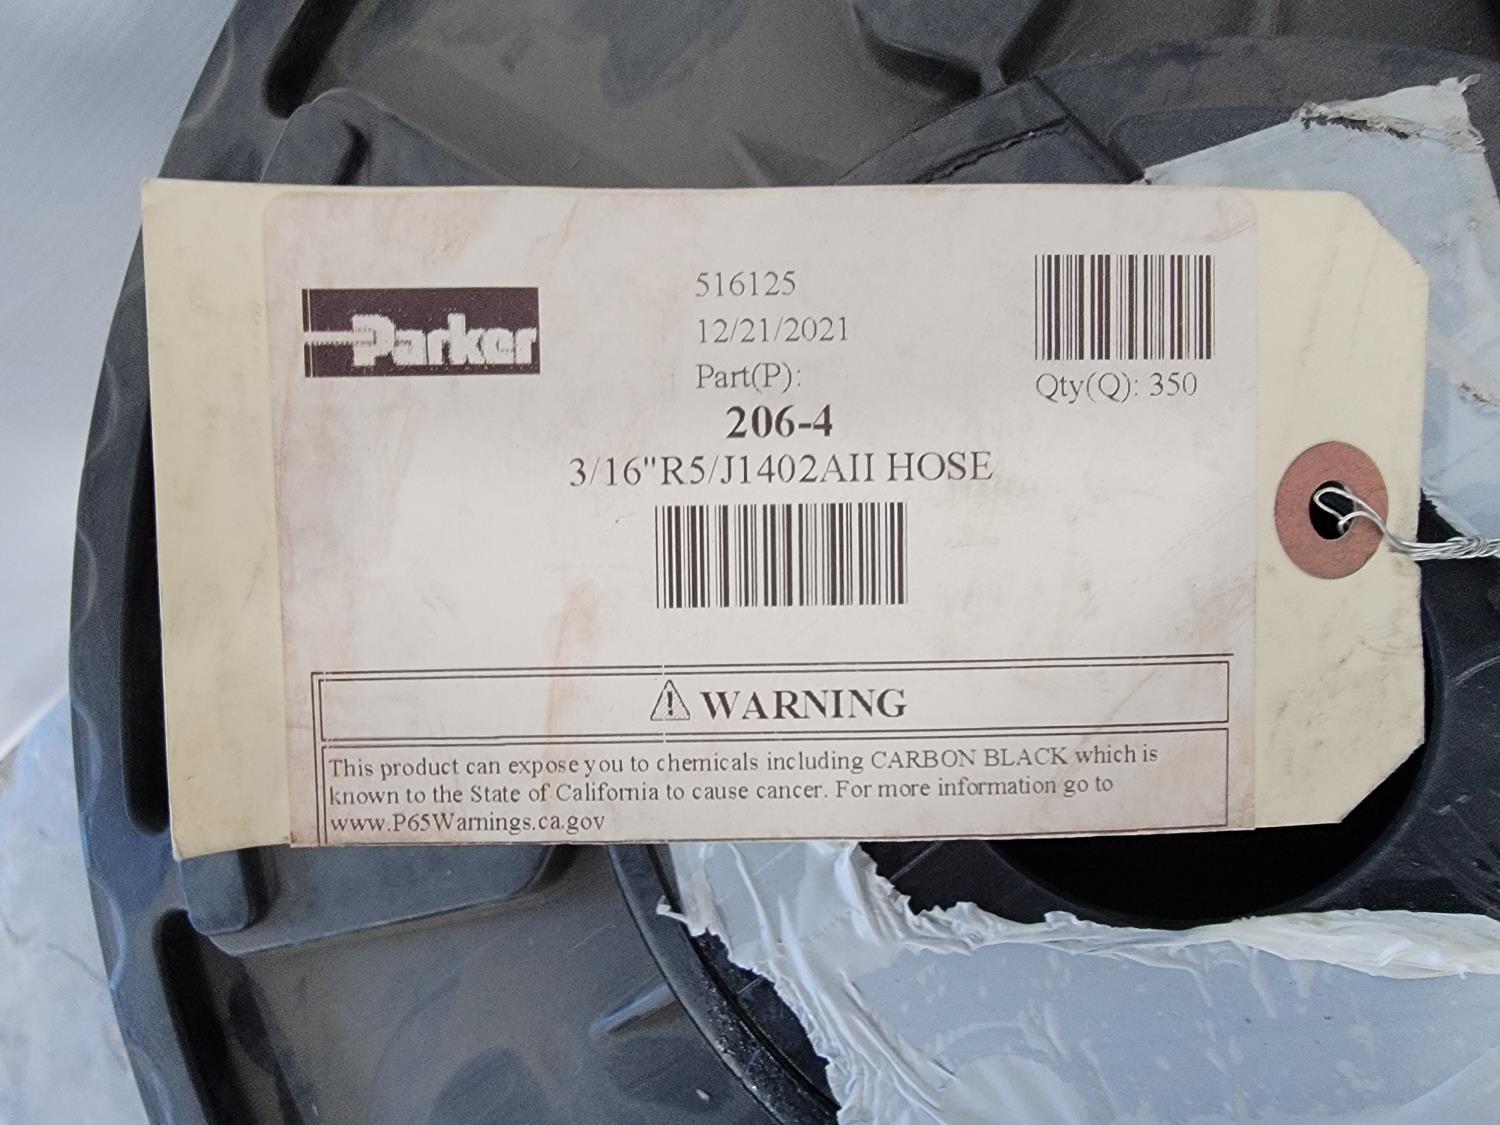 Parker
516125
12/21/2021
Part(P):
206-4
3/16"R5/J1402AII HOSE
Qty(Q): 350
WARNING
This product can expose you to chemicals including CARBON BLACK which is
known to the State of California to cause cancer. For more information go to
www.P65Warnings.ca.gov